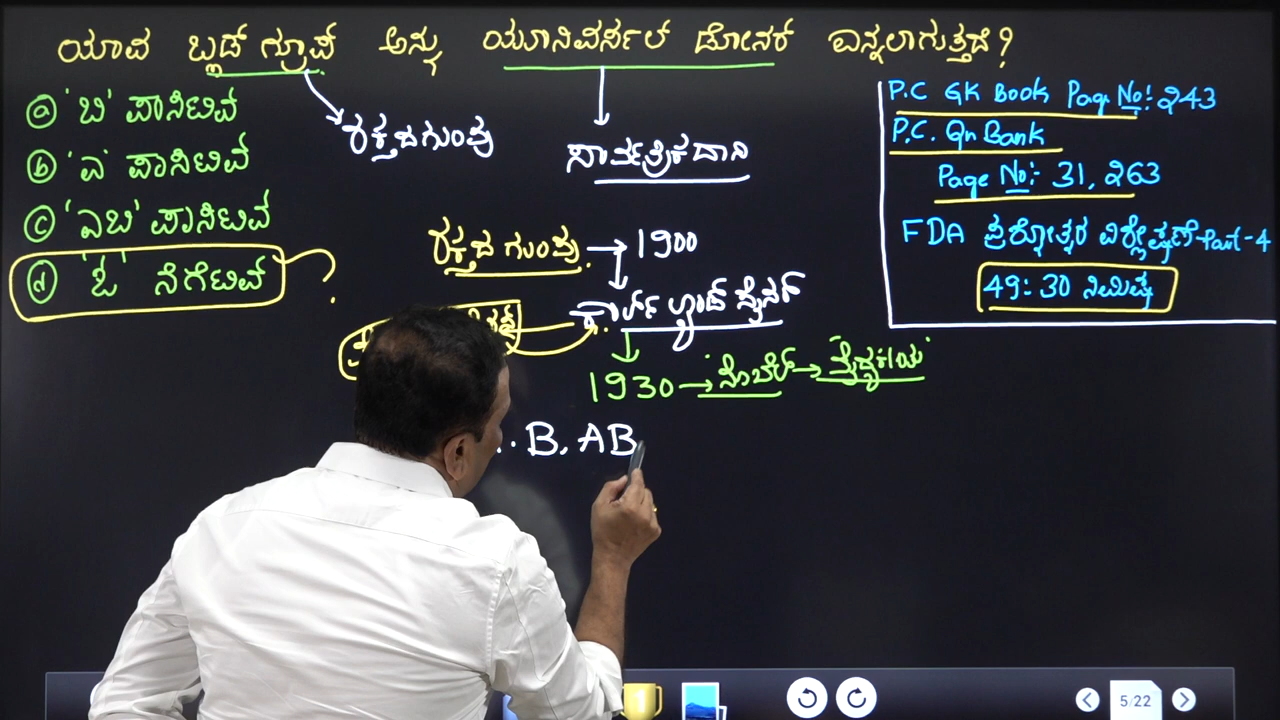 ಯಾವ ಬ್ಲಡ್ ಗ್ರೂಪ್ ಅನ್ನು ಯೂನಿವರ್ಸಲ್ ಡೋನರ್ ಎನ್ನಲಾಗುತ್ತದೆ?
a 'ಬಿ' ಪಾಸಿಟಿವ್
b 'ಎ' ಪಾಸಿಟಿವ್
c 'ಎಬಿ' ಪಾಸಿಟಿವ್
d 'ಓ' ನೆಗೆಟಿವ್ ?
ರಕ್ತದ ಗುಂಪು
ಸಾರ್ವತ್ರಿಕ ದಾನಿ
P.C GK Book Page No:- 243
P.C. Qn Bank
Page No:- 31, 263
FDA ಪ್ರಶ್ನೋತ್ತರ ವಿಶ್ಲೇಷಣೆ Part-4
49:30 ನಿಮಿಷ
ರಕ್ತದ ಗುಂಪು → 1900
ಕಾರ್ಲ್ ಲ್ಯಾಂಡ್ ಸ್ಟೈನರ್
1930 → ನೊಬೆಲ್ → ವೈದ್ಯಕೀಯ
B, AB
5/22